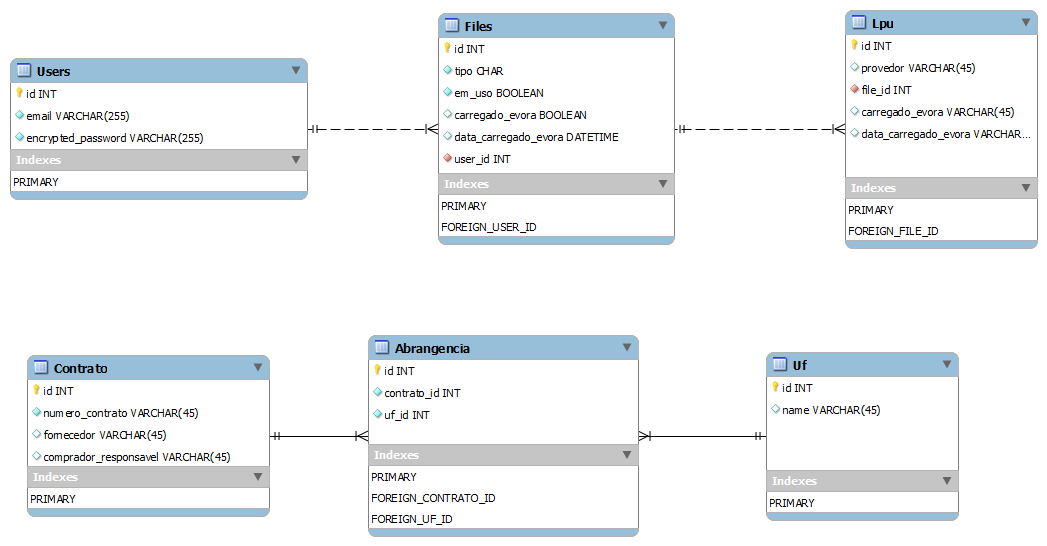 Users
id INT
email VARCHAR(255)
encrypted_password VARCHAR(255)
Indexes
PRIMARY
Files
id INT
tipo CHAR
em_uso BOOLEAN
carregado_evora BOOLEAN
data_carregado_evora DATETIME
user_id INT
Indexes
PRIMARY
FOREIGN_USER_ID
Lpu
id INT
provedor VARCHAR(45)
file_id INT
carregado_evora VARCHAR(45)
data_carregado_evora VARCHAR...
Indexes
PRIMARY
FOREIGN_FILE_ID
Contrato
id INT
numero_contrato VARCHAR(45)
fornecedor VARCHAR(45)
comprador_responsavel VARCHAR(45)
Indexes
PRIMARY
Abrangencia
id INT
contrato_id INT
uf_id INT
Indexes
PRIMARY
FOREIGN_CONTRATO_ID
FOREIGN_UF_ID
Uf
id INT
name VARCHAR(45)
Indexes
PRIMARY